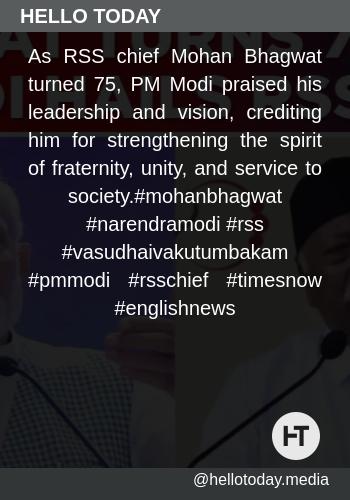 HELLO TODAY
As RSS chief Mohan Bhagwat
turned 75, PM Modi praised his
leadership and vision, crediting
him for strengthening the spirit
of fraternity, unity, and service to
society.#mohanbhagwat
#narendramodi #rss
#vasudhaivakutumbakam
#pmmodi #rsschief #timesnow
#englishnews
HT
@hellotoday.media